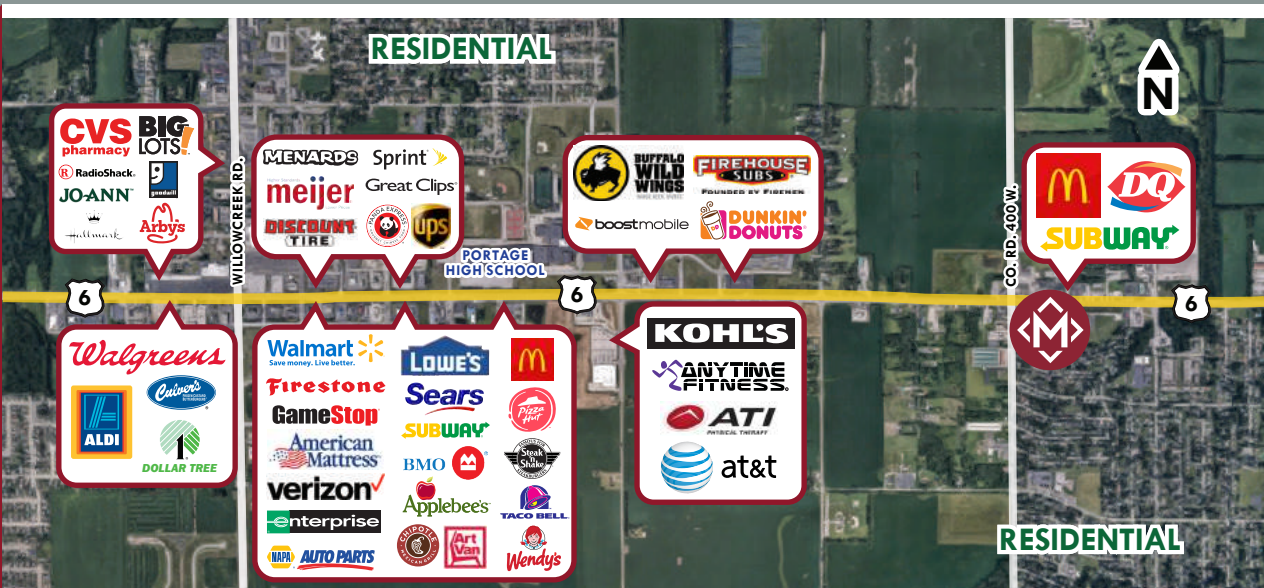 RESIDENTIAL
N
CVS
pharmacy
BIG
LOTS!
R RadioShack.
goodwill
JO-ANN
Hallmark
Arby's
WILLOWCREEK RD.
MENARDS
Sprint
meijer
Great Clips
DISCOUNT
TIRE
PANDA EXPRESS
ups
PORTAGE
HIGH SCHOOL
BUFFALO
WILD
WINGS
FIREHOUSE
SUBS
FOUNDED BY FIREMEN
boostmobile
DUNKIN'
DONUTS
CO. RD. 400 W.
M
DQ
SUBWAY
6
6
6
M
Walgreens
ALDI
Culver's
1
DOLLAR TREE
Walmart
Save money. Live better.
Firestone
GameStop
American
Mattress
verizon
enterprise
NAPA AUTO PARTS
LOWE'S
Sears
SUBWAY
BMO M
Applebee's
CHIPOTLE
MEXICAN GRILL
Art
Van
M
Pizza
Hut
Steak
'n
Shake
TACO BELL
Wendy's
KOHL'S
ANYTIME
FITNESS
ATI
PHYSICAL THERAPY
at&t
RESIDENTIAL